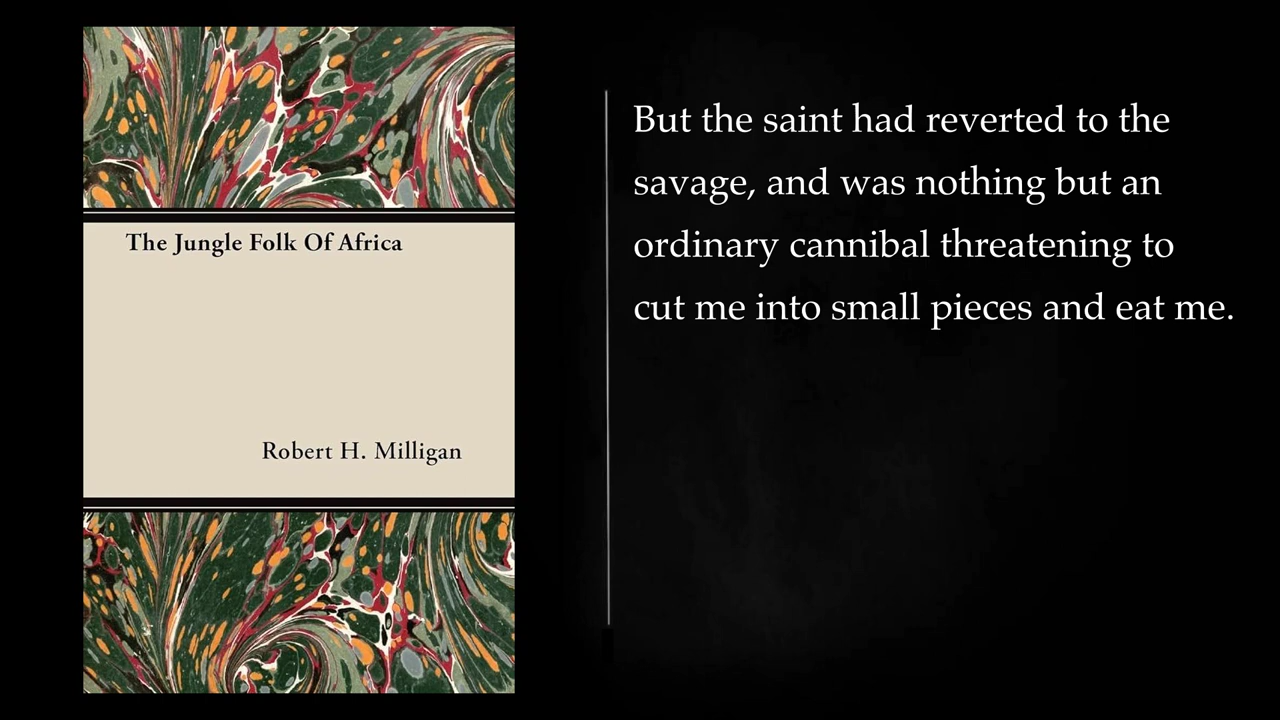 The Jungle Folk Of Africa
Robert H. Milligan
But the saint had reverted to the
savage, and was nothing but an
ordinary cannibal threatening to
cut me into small pieces and eat me.